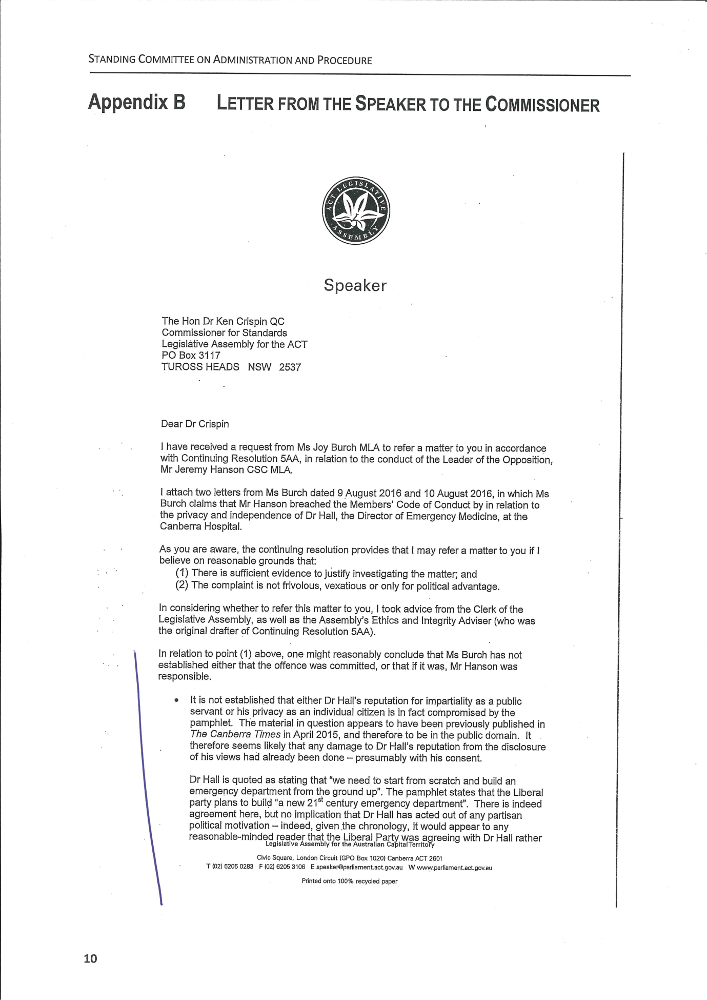 STANDING COMMITTEE ON ADMINISTRATION AND PROCEDURE
Appendix B LETTER FROM THE SPEAKER TO THE COMMISSIONER
ACT LEGISLATIVE
ASSEMBLY
Speaker
The Hon Dr Ken Crispin QC
Commissioner for Standards
Legislative Assembly for the ACT
PO Box 3117
TUROSS HEADS NSW 2537
Dear Dr Crispin
I have received a request from Ms Joy Burch MLA to refer a matter to you in accordance
with Continuing Resolution 5AA, in relation to the conduct of the Leader of the Opposition,
Mr Jeremy Hanson CSC MLA.
I attach two letters from Ms Burch dated 9 August 2016 and 10 August 2016, in which Ms
Burch claims that Mr Hanson breached the Members' Code of Conduct by in relation to
the privacy and independence of Dr Hall, the Director of Emergency Medicine, at the
Canberra Hospital.
As you are aware, the continuing resolution provides that I may refer a matter to you if I
believe on reasonable grounds that:
(1) There is sufficient evidence to justify investigating the matter; and
(2) The complaint is not frivolous, vexatious or only for political advantage.
In considering whether to refer this matter to you, I took advice from the Clerk of the
Legislative Assembly, as well as the Assembly's Ethics and Integrity Adviser (who was
the original drafter of Continuing Resolution 5AA).
In relation to point (1) above, one might reasonably conclude that Ms Burch has not
established either that the offence was committed, or that if it was, Mr Hanson was
responsible.
• It is not established that either Dr Hall's reputation for impartiality as a public
servant or his privacy as an individual citizen is in fact compromised by the
pamphlet. The material in question appears to have been previously published in
The Canberra Times in April 2015, and therefore to be in the public domain. It
therefore seems likely that any damage to Dr Hall's reputation from the disclosure
of his views had already been done – presumably with his consent.
Dr Hall is quoted as stating that "we need to start from scratch and build an
emergency department from the ground up". The pamphlet states that the Liberal
party plans to build "a new 21st century emergency department". There is indeed
agreement here, but no implication that Dr Hall has acted out of any partisan
political motivation – indeed, given the chronology, it would appear to any
reasonable-minded reader that the Liberal Party was agreeing with Dr Hall rather
Legislative Assembly for the Australian Capital Territory
Civic Square, London Circuit (GPO Box 1020) Canberra ACT 2601
T (02) 6205 0283 F (02) 6205 3106 E speaker@parliament.act.gov.au W www.parliament.act.gov.au
Printed onto 100% recycled paper
10